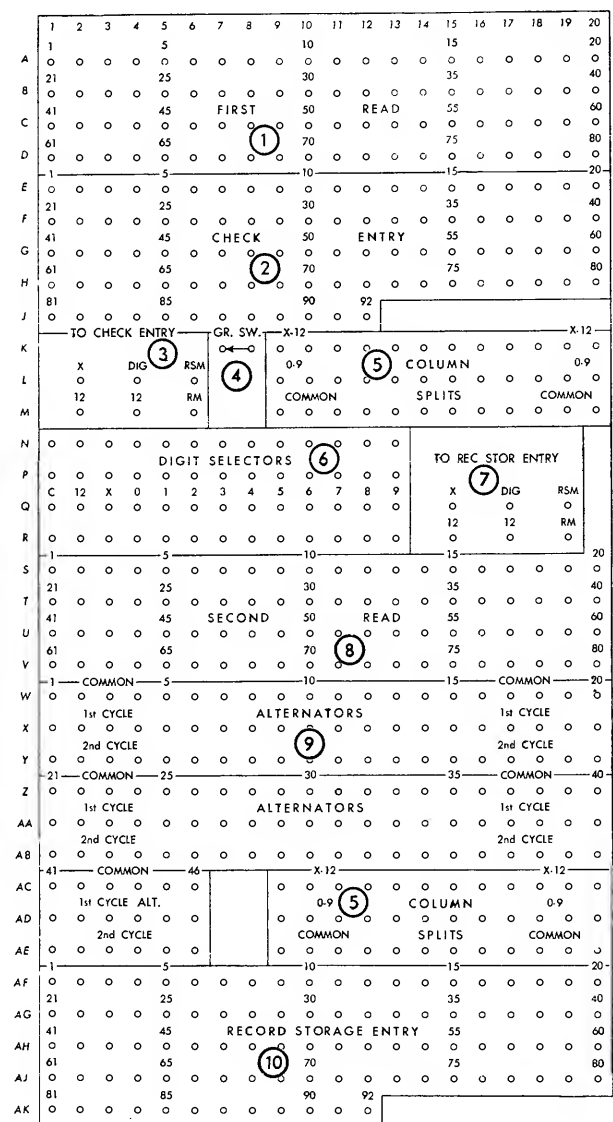 1 2 3 4 5 6 7 8 9 10 11 12 13 14 15 16 17 18 19 20
1 5 10 15 20
A
21 25 30 35 40
B
41 45 FIRST 50 READ 55 60
C
61 65 1 70 75 80
D
1 5 10 15 20
E
21 25 30 35 40
F
41 45 CHECK 50 ENTRY 55 60
G
61 65 2 70 75 80
H
81 85 90 92
J
TO CHECK ENTRY GR. SW. X-12 X-12
K
3 X DIG RSM 4 0-9 5 COLUMN 0-9
L
12 12 RM COMMON SPLITS COMMON
M
N
DIGIT SELECTORS 6 TO REC STOR ENTRY
P
C 12 X 0 1 2 3 4 5 6 7 8 9 7 X DIG RSM
Q
12 12 RM
R
1 5 10 15 20
S
21 25 30 35 40
T
41 45 SECOND 50 READ 55 60
U
61 65 70 8 75 80
V
1 COMMON 5 10 15 COMMON 20
W
1st CYCLE ALTERNATORS 1st CYCLE
X
2nd CYCLE 9 2nd CYCLE
Y
21 COMMON 25 30 35 COMMON 40
Z
1st CYCLE ALTERNATORS 1st CYCLE
AA
2nd CYCLE 2nd CYCLE
AB
41 COMMON 46 X-12 X-12
AC
1st CYCLE ALT. 0-9 5 COLUMN 0-9
AD
2nd CYCLE COMMON SPLITS COMMON
AE
1 5 10 15 20
AF
21 25 30 35 40
AG
41 45 RECORD STORAGE ENTRY 55 60
AH
61 65 10 70 75 80
AJ
81 85 90 92
AK